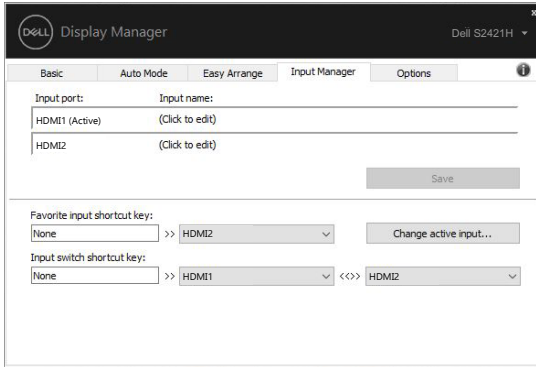 DELL Display Manager
x
Dell S2421H
Basic Auto Mode Easy Arrange Input Manager Options i
Input port: Input name:
HDMI1 (Active) (Click to edit)
HDMI2 (Click to edit)
Save
Favorite input shortcut key:
None >> HDMI2 Change active input...
Input switch shortcut key:
None >> HDMI1 <<>> HDMI2